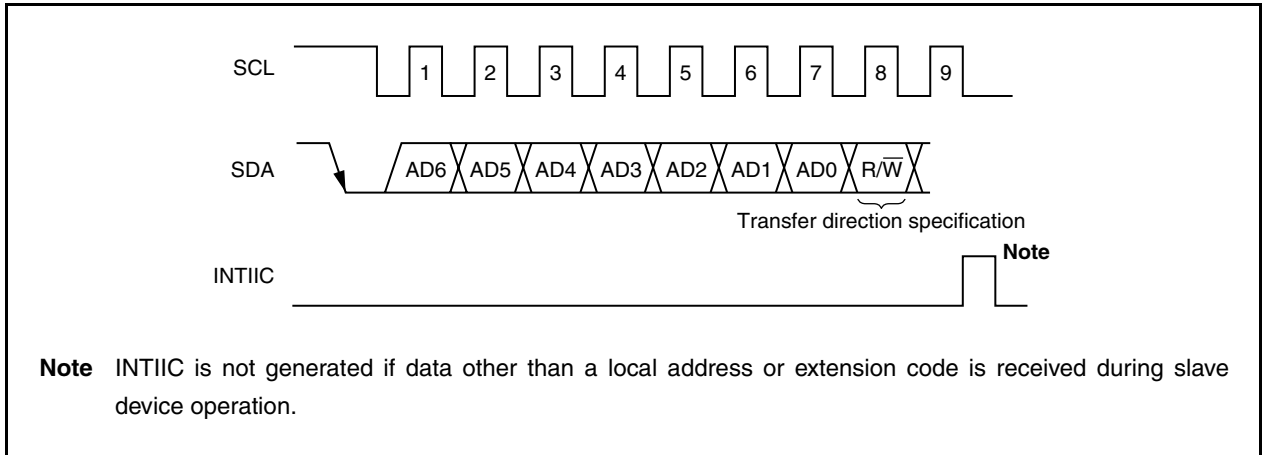 SCL 1 2 3 4 5 6 7 8 9
SDA AD6 AD5 AD4 AD3 AD2 AD1 AD0 R/W̅
Transfer direction specification
Note
INTIIC
Note INTIIC is not generated if data other than a local address or extension code is received during slave
device operation.